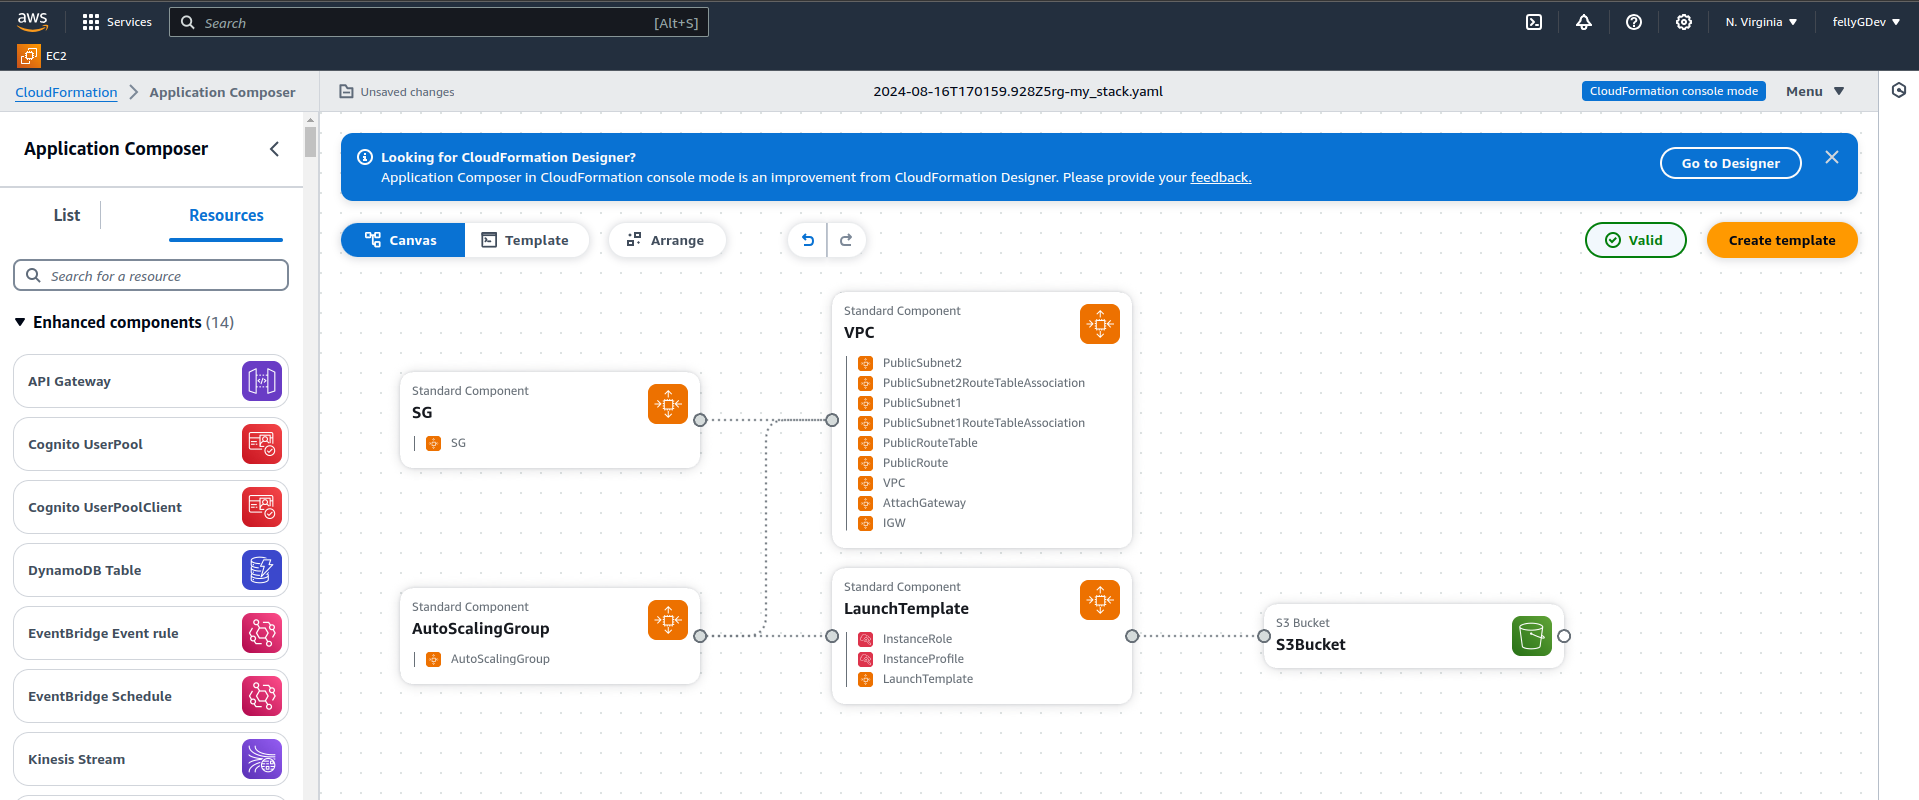 aws
Services
Search
[Alt+S]
N. Virginia
fellyGDev
EC2
CloudFormation
Application Composer
Unsaved changes
2024-08-16T170159.928Z5rg-my_stack.yaml
CloudFormation console mode
Menu
Application Composer
Looking for CloudFormation Designer?
Application Composer in CloudFormation console mode is an improvement from CloudFormation Designer. Please provide your feedback.
Go to Designer
List
Resources
Canvas
Template
Arrange
Valid
Create template
Search for a resource
Enhanced components (14)
API Gateway
Cognito UserPool
Cognito UserPoolClient
DynamoDB Table
EventBridge Event rule
EventBridge Schedule
Kinesis Stream
Standard Component
SG
SG
Standard Component
VPC
PublicSubnet2
PublicSubnet2RouteTableAssociation
PublicSubnet1
PublicSubnet1RouteTableAssociation
PublicRouteTable
PublicRoute
VPC
AttachGateway
IGW
Standard Component
AutoScalingGroup
AutoScalingGroup
Standard Component
LaunchTemplate
InstanceRole
InstanceProfile
LaunchTemplate
S3 Bucket
S3Bucket